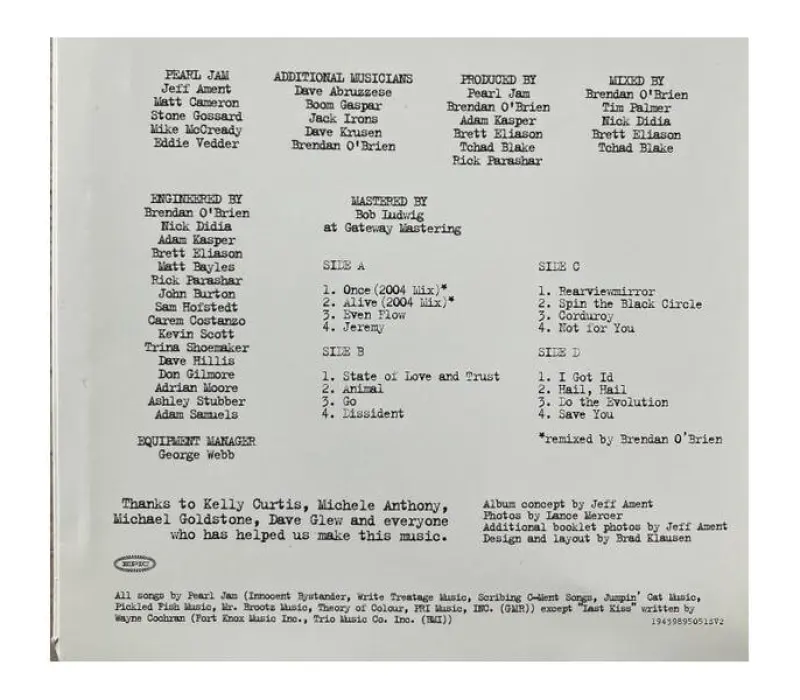 PEARL JAM
Jeff Ament
Matt Cameron
Stone Gossard
Mike McCready
Eddie Vedder
ADDITIONAL MUSICIANS
Dave Abruzzese
Boom Gaspar
Jack Irons
Dave Krusen
Brendan O'Brien
PRODUCED BY
Pearl Jam
Brendan O'Brien
Adam Kasper
Brett Eliason
Tchad Blake
Rick Parashar
MIXED BY
Brendan O'Brien
Tim Palmer
Nick Didia
Brett Eliason
Tchad Blake
ENGINEERED BY
Brendan O'Brien
Nick Didia
Adam Kasper
Brett Eliason
Matt Bayles
Rick Parashar
John Burton
Sam Hofstedt
Carem Costanzo
Kevin Scott
Trina Shoemaker
Dave Hillis
Don Gilmore
Adrian Moore
Ashley Stubber
Adam Samuels
EQUIPMENT MANAGER
George Webb
MASTERED BY
Bob Ludwig
at Gateway Mastering
SIDE A
1. Once (2004 Mix)*
2. Alive (2004 Mix)*
3. Even Flow
4. Jeremy
SIDE B
1. State of Love and Trust
2. Animal
3. Go
4. Dissident
SIDE C
1. Rearviewmirror
2. Spin the Black Circle
3. Corduroy
4. Not for You
SIDE D
1. I Got Id
2. Hail, Hail
3. Do the Evolution
4. Save You
*remixed by Brendan O'Brien
Thanks to Kelly Curtis, Michele Anthony,
Michael Goldstone, Dave Glew and everyone
who has helped us make this music.
Album concept by Jeff Ament
Photos by Lance Mercer
Additional booklet photos by Jeff Ament
Design and layout by Brad Klausen
EPIC
All songs by Pearl Jam (Innocent Bystander, Write Treatage Music, Scribing C-Ment Songs, Jumpin' Cat Music,
Pickled Fish Music, Mr. Brootz Music, Theory of Colour, PRI Music, INC. (GMR)) except "Last Kiss" written by
Wayne Cochran (Fort Knox Music Inc., Trio Music Co. Inc. (BMI))
19459895051SV2